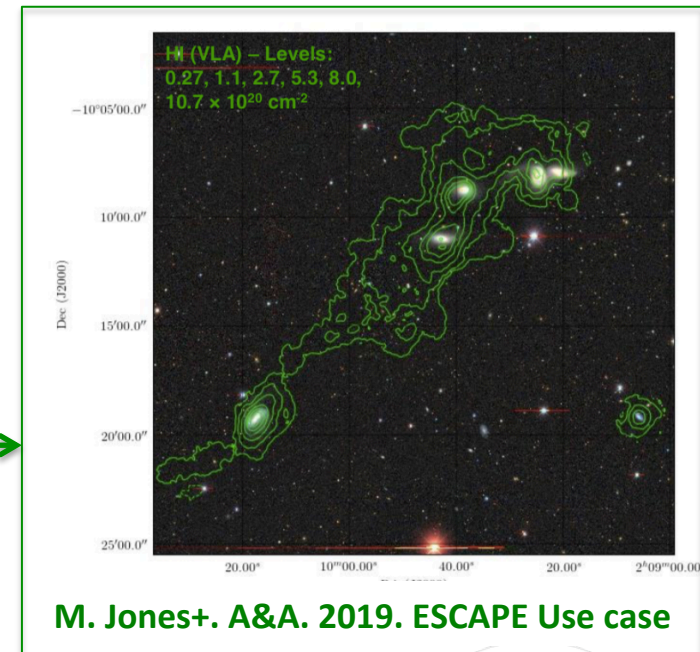 HI (VLA) – Levels:
0.27, 1.1, 2.7, 5.3, 8.0,
10.7 × 10²⁰ cm⁻²
−10°05′00.0″
10′00.0″
Dec (J2000)
15′00.0″
20′00.0″
25′00.0″
20.00ˢ 10ᵐ00.00ˢ 40.00ˢ 20.00ˢ 2ʰ09ᵐ00.00
M. Jones+. A&A. 2019. ESCAPE Use case